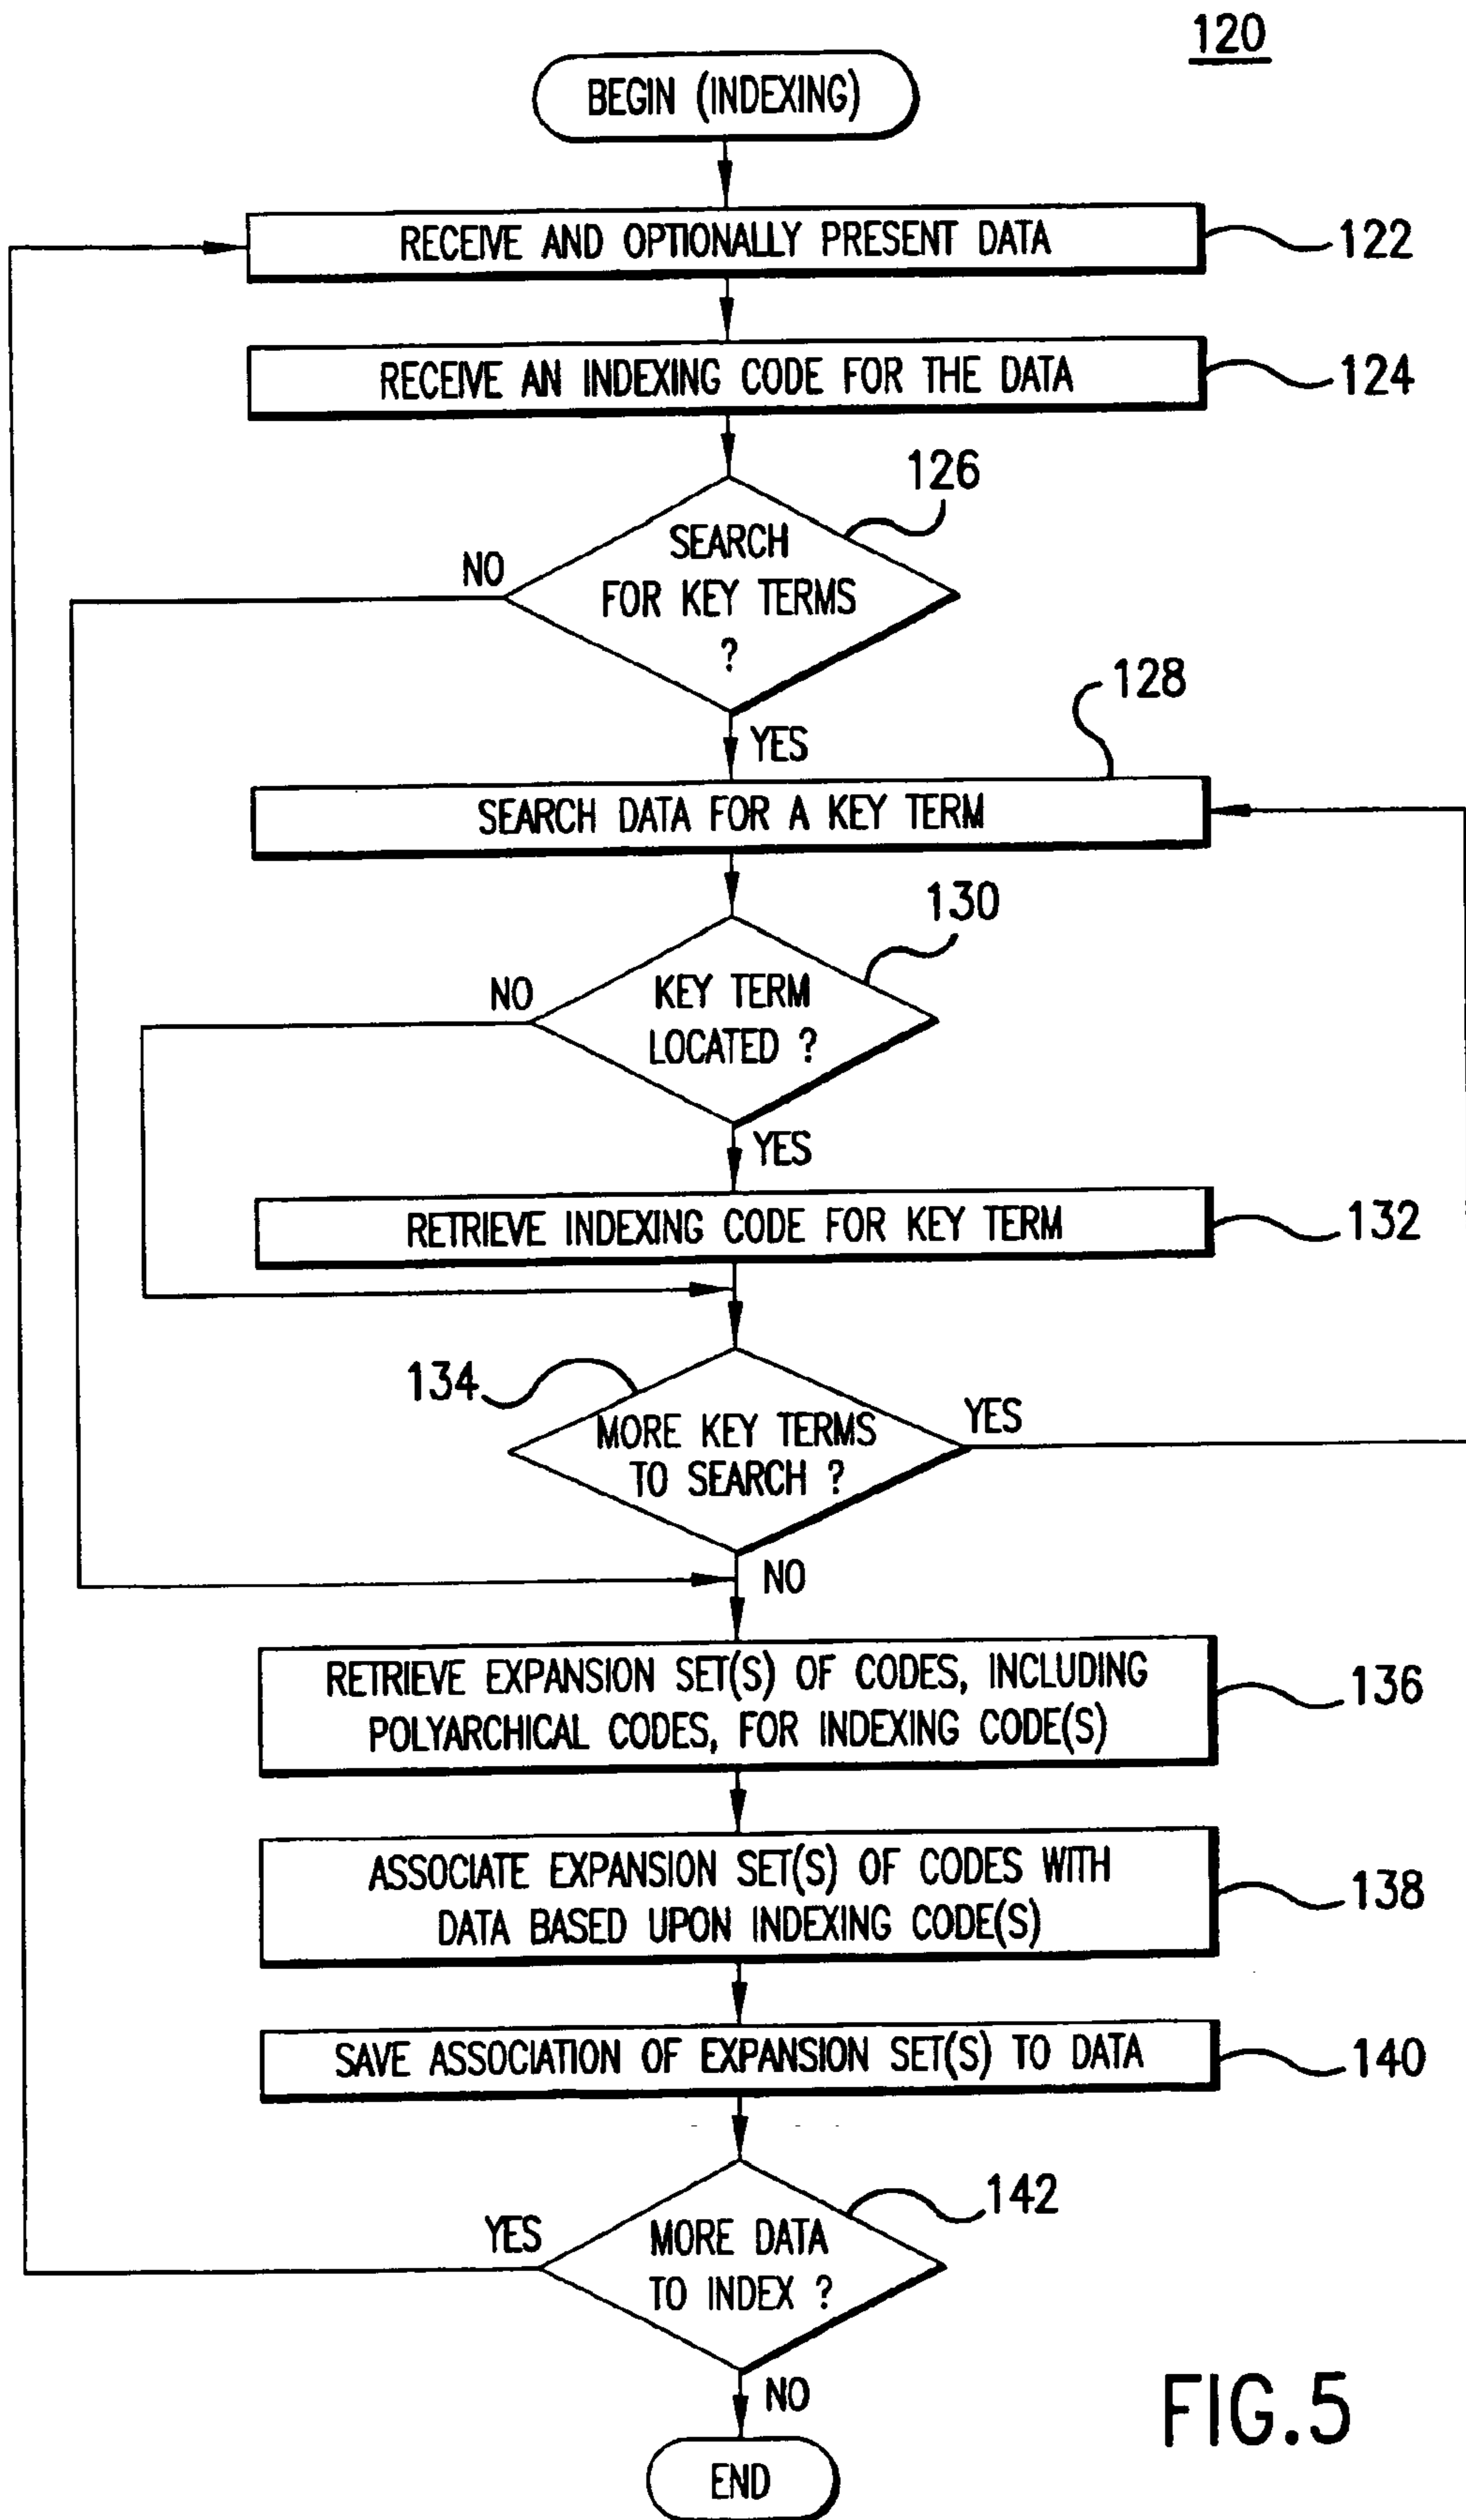 120
BEGIN (INDEXING)
RECEIVE AND OPTIONALLY PRESENT DATA
122
RECEIVE AN INDEXING CODE FOR THE DATA
124
126
SEARCH
FOR KEY TERMS
?
NO
YES
128
SEARCH DATA FOR A KEY TERM
130
KEY TERM
LOCATED ?
NO
YES
RETRIEVE INDEXING CODE FOR KEY TERM
132
134
MORE KEY TERMS
TO SEARCH ?
YES
NO
RETRIEVE EXPANSION SET(S) OF CODES, INCLUDING
POLYARCHICAL CODES, FOR INDEXING CODE(S)
136
ASSOCIATE EXPANSION SET(S) OF CODES WITH
DATA BASED UPON INDEXING CODE(S)
138
SAVE ASSOCIATION OF EXPANSION SET(S) TO DATA
140
142
YES
MORE DATA
TO INDEX ?
NO
END
FIG.5